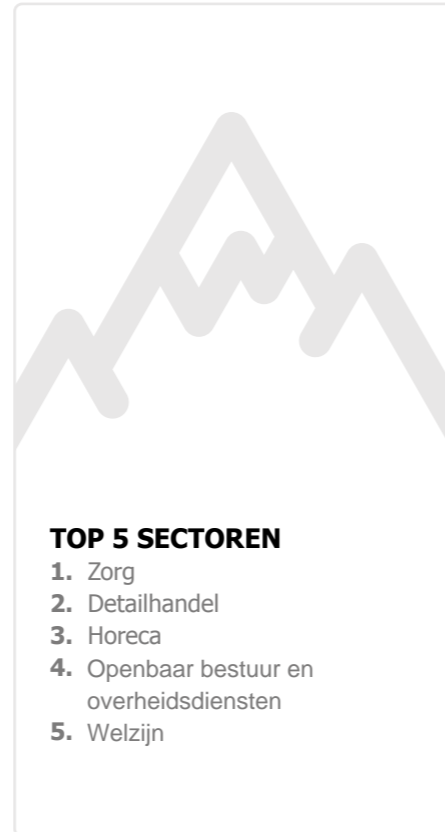 TOP 5 SECTOREN
1. Zorg
2. Detailhandel
3. Horeca
4. Openbaar bestuur en
overheidsdiensten
5. Welzijn